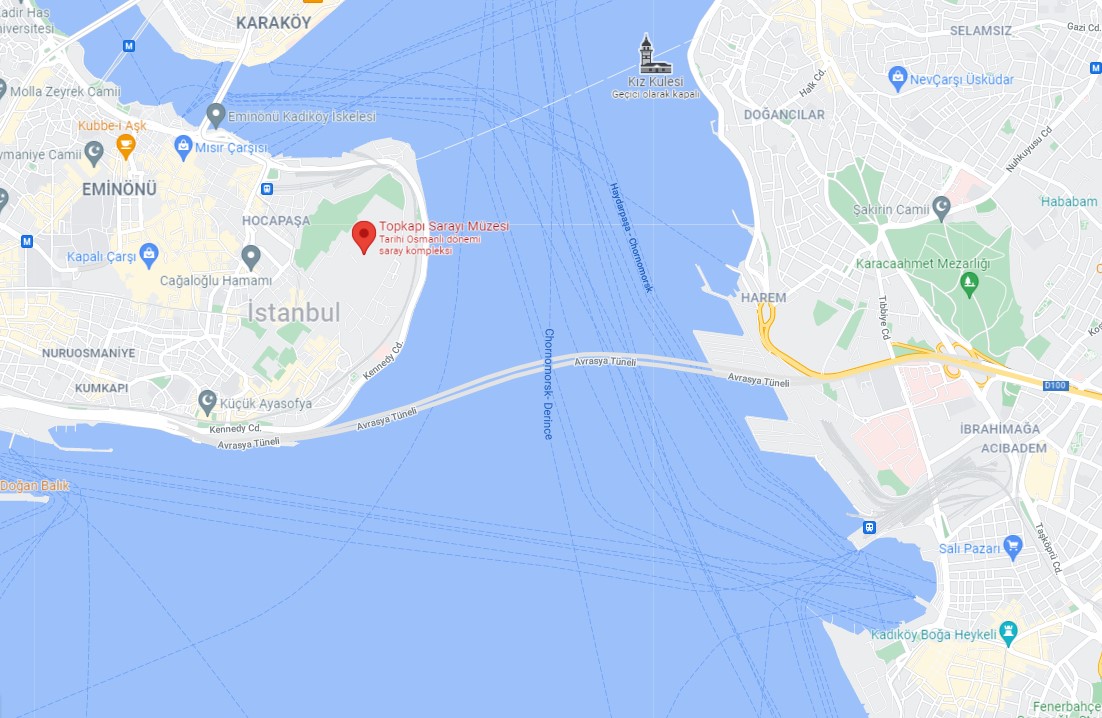 KARAKÖY
adir Has
niversitesi
M
Molla Zeyrek Camii
Kız Kulesi
Geçici olarak kapalı
SELAMSIZ
Gazi Cd.
M
NevÇarşı Üsküdar
Halk Cd.
DOĞANCILAR
Eminönü Kadıköy İskelesi
Kubbe-i Aşk
Mısır Çarşısı
ymaniye Camii
EMİNÖNÜ
HOCAPAŞA
Nuhkuyusu Cd
Hababam
Şakirin Camii
Topkapı Sarayı Müzesi
Tarihi Osmanlı dönemi
saray kompleksi
M
Kapalı Çarşı
Cağaloğlu Hamamı
Haydarpaşa - Chornomorsk
Karacaahmet Mezarlığı
HAREM
Tıbbiye Cd
Kos
İstanbul
NURUOSMANİYE
KUMKAPI
Kennedy Cd.
Chornomorsk - Derince
Avrasya Tüneli
Avrasya Tüneli
D100
Küçük Ayasofya
Avrasya Tüneli
Kennedy Cd.
Avrasya Tüneli
İBRAHİMAĞA
ACIBADEM
Doğan Balık
Salı Pazarı
Taşköprü Cd.
Kadıköy Boğa Heykeli
Fenerbahçe